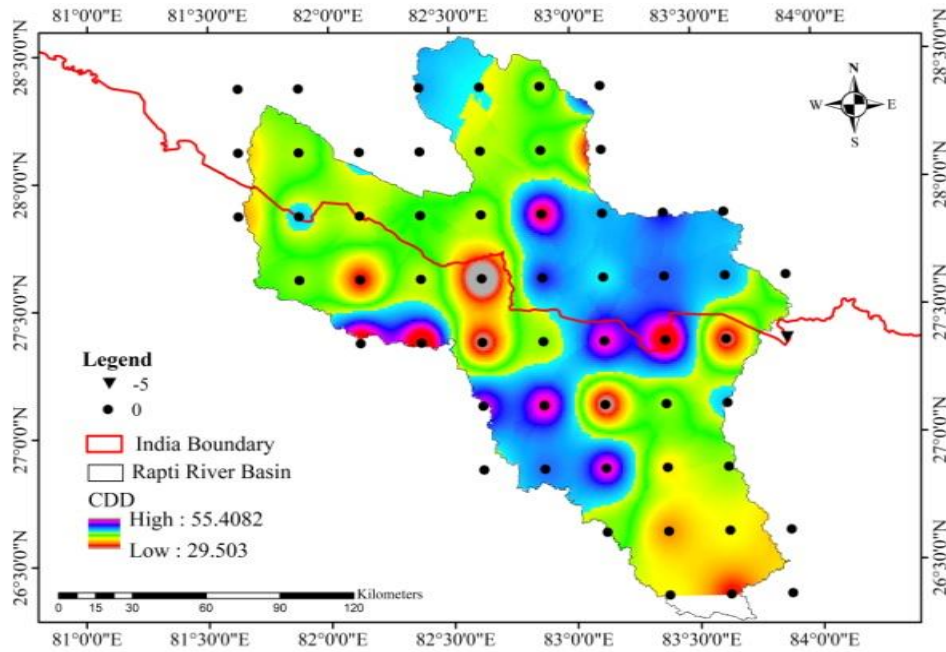 81°0'0"E 81°30'0"E 82°0'0"E 82°30'0"E 83°0'0"E 83°30'0"E 84°0'0"E
28°30'0"N
28°0'0"N
27°30'0"N
27°0'0"N
26°30'0"N
N
W E
S
28°30'0"N
28°0'0"N
27°30'0"N
27°0'0"N
26°30'0"N
Legend
-5
0
India Boundary
Rapti River Basin
CDD
High : 55.4082
Low : 29.503
Kilometers
0 15 30 60 90 120
81°0'0"E 81°30'0"E 82°0'0"E 82°30'0"E 83°0'0"E 83°30'0"E 84°0'0"E